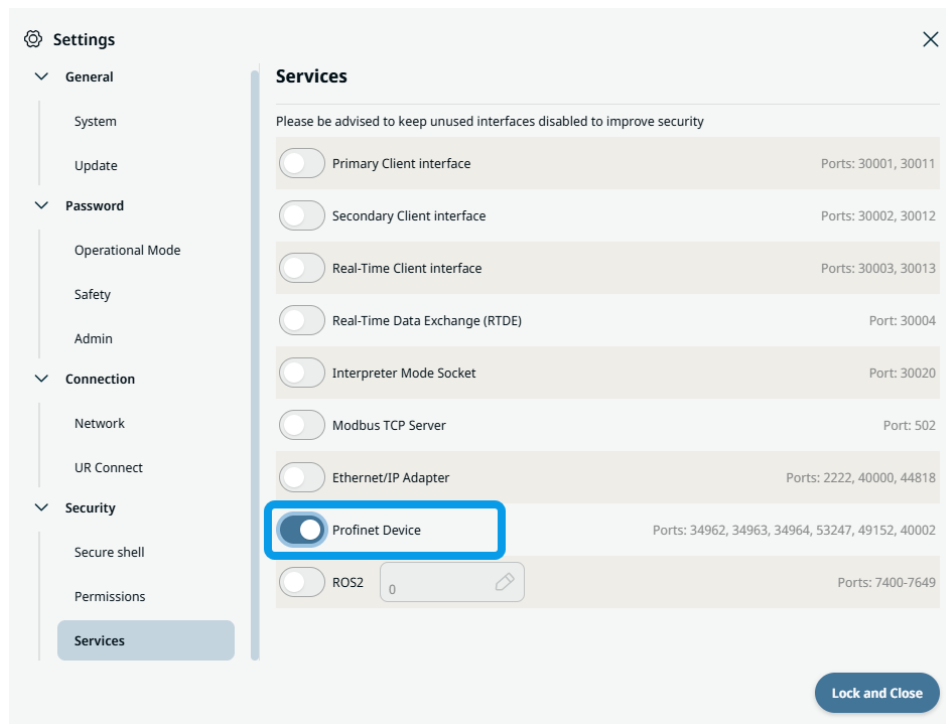 Settings
General
System
Update
Password
Operational Mode
Safety
Admin
Connection
Network
UR Connect
Security
Secure shell
Permissions
Services
Services
Please be advised to keep unused interfaces disabled to improve security
Primary Client interface Ports: 30001, 30011
Secondary Client interface Ports: 30002, 30012
Real-Time Client interface Ports: 30003, 30013
Real-Time Data Exchange (RTDE) Port: 30004
Interpreter Mode Socket Port: 30020
Modbus TCP Server Port: 502
Ethernet/IP Adapter Ports: 2222, 40000, 44818
Profinet Device Ports: 34962, 34963, 34964, 53247, 49152, 40002
ROS2 0 Ports: 7400-7649
Lock and Close